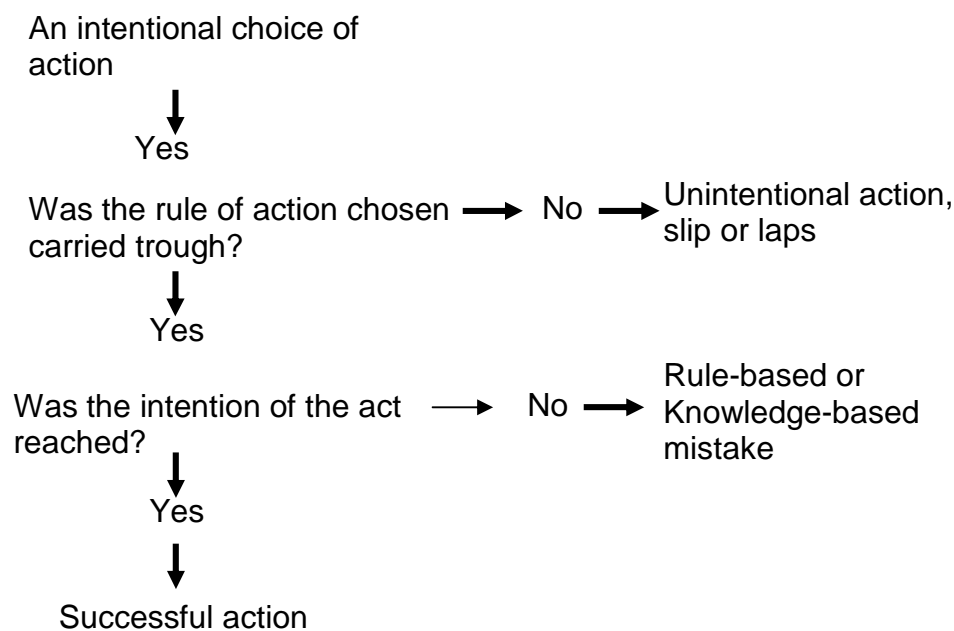 An intentional choice of
action
Yes
Was the rule of action chosen
carried trough?
No
Unintentional action,
slip or laps
Yes
Was the intention of the act
reached?
No
Rule-based or
Knowledge-based
mistake
Yes
Successful action